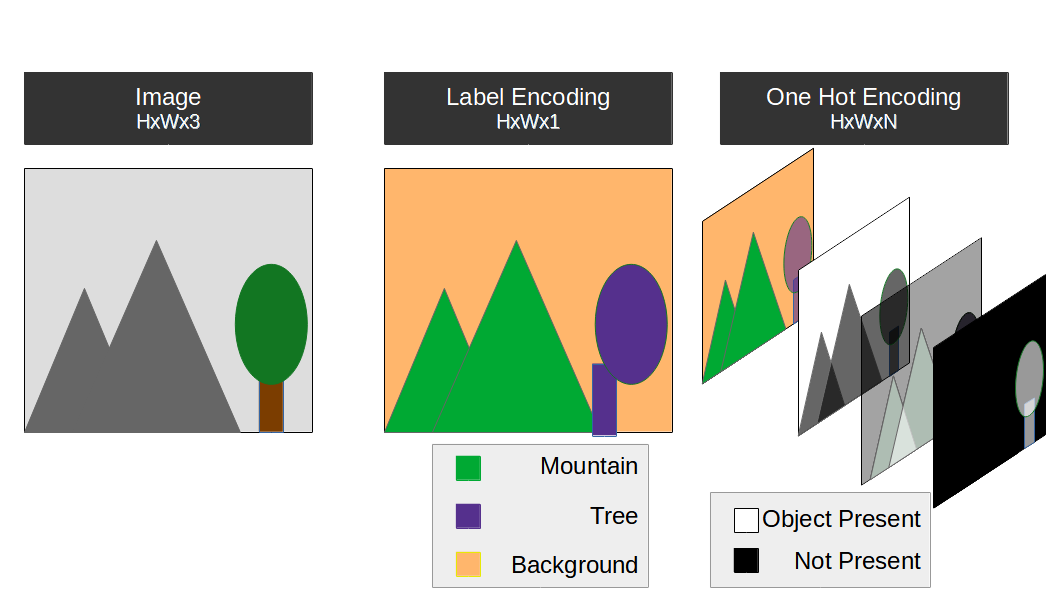 Image
HxWx3
Label Encoding
HxWx1
One Hot Encoding
HxWxN
Mountain
Tree
Background
Object Present
Not Present